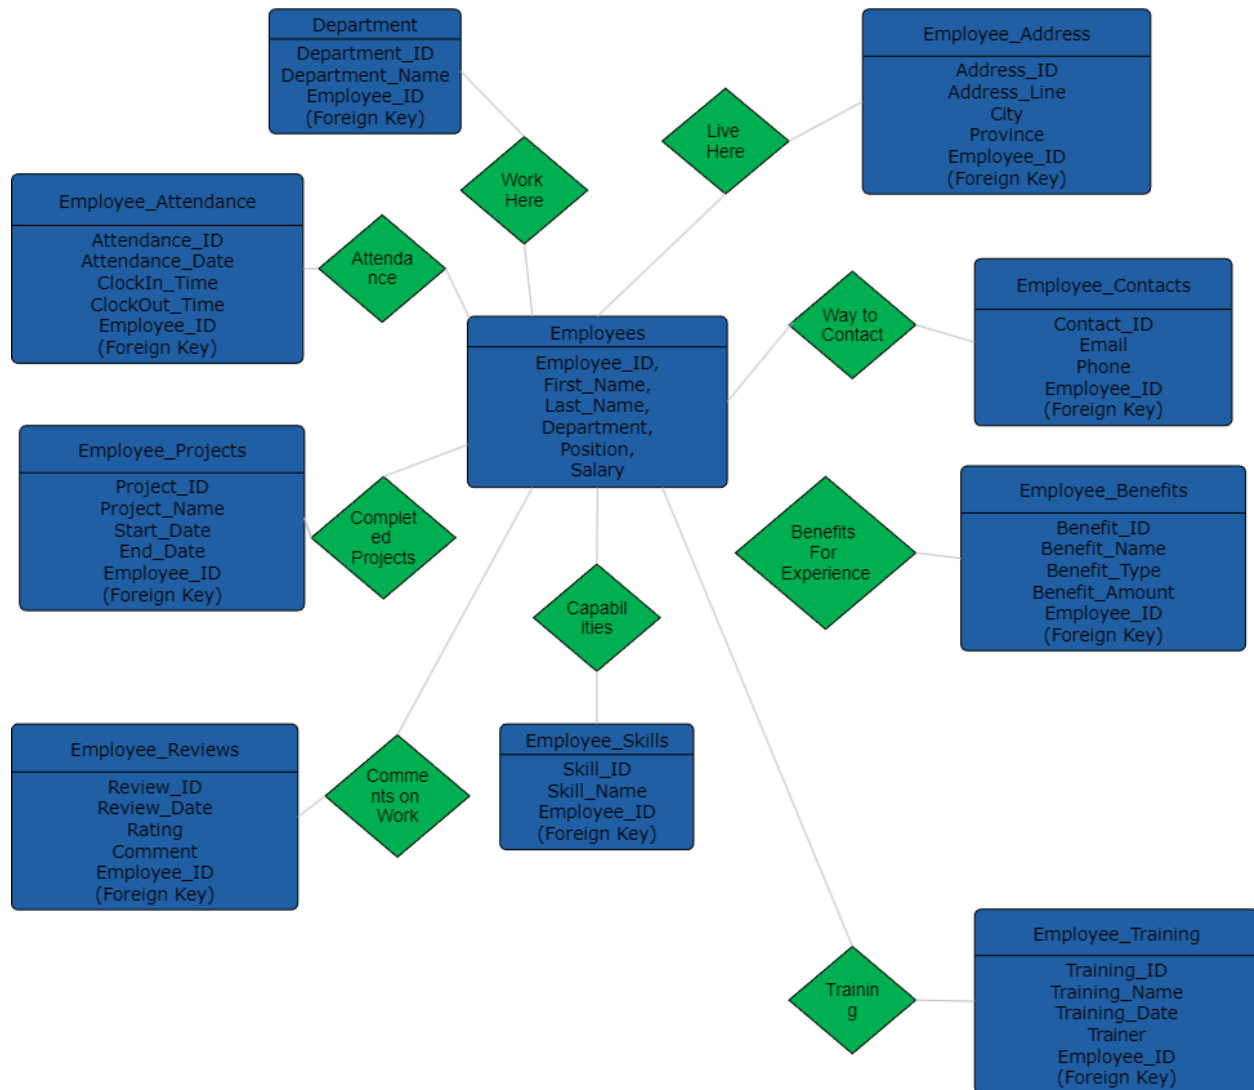 Department
Department_ID
Department_Name
Employee_ID
(Foreign Key)
Employee_Address
Address_ID
Address_Line
City
Province
Employee_ID
(Foreign Key)
Live
Here
Work
Here
Employee_Attendance
Attendance_ID
Attendance_Date
ClockIn_Time
ClockOut_Time
Employee_ID
(Foreign Key)
Attenda
nce
Employees
Employee_ID,
First_Name,
Last_Name,
Department,
Position,
Salary
Way to
Contact
Employee_Contacts
Contact_ID
Email
Phone
Employee_ID
(Foreign Key)
Employee_Projects
Project_ID
Project_Name
Start_Date
End_Date
Employee_ID
(Foreign Key)
Complet
ed
Projects
Benefits
For
Experience
Employee_Benefits
Benefit_ID
Benefit_Name
Benefit_Type
Benefit_Amount
Employee_ID
(Foreign Key)
Capabil
ities
Employee_Reviews
Review_ID
Review_Date
Rating
Comment
Employee_ID
(Foreign Key)
Comme
nts on
Work
Employee_Skills
Skill_ID
Skill_Name
Employee_ID
(Foreign Key)
Trainin
g
Employee_Training
Training_ID
Training_Name
Training_Date
Trainer
Employee_ID
(Foreign Key)